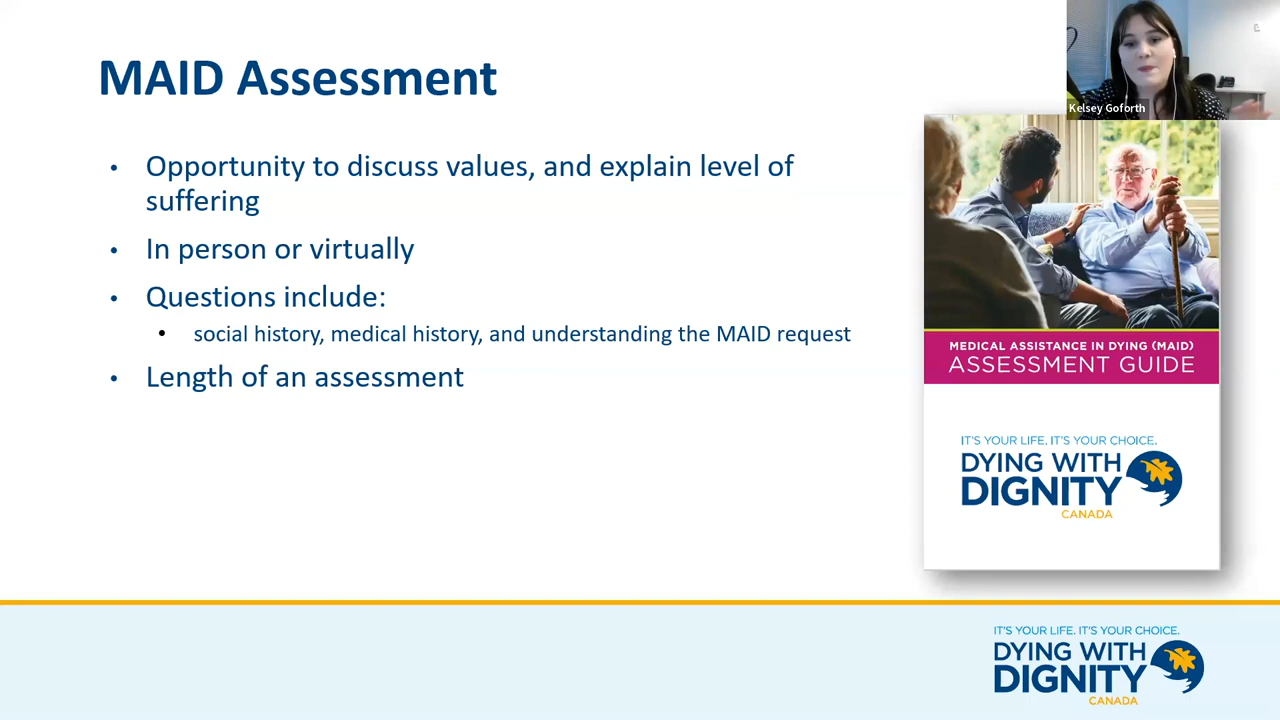 MAID Assessment
Kelsey Goforth
• Opportunity to discuss values, and explain level of
suffering
• In person or virtually
• Questions include:
• social history, medical history, and understanding the MAID request
• Length of an assessment
MEDICAL ASSISTANCE IN DYING (MAID)
ASSESSMENT GUIDE
IT'S YOUR LIFE. IT'S YOUR CHOICE.
DYING WITH
DIGNITY
CANADA
IT'S YOUR LIFE. IT'S YOUR CHOICE.
DYING WITH
DIGNITY
CANADA